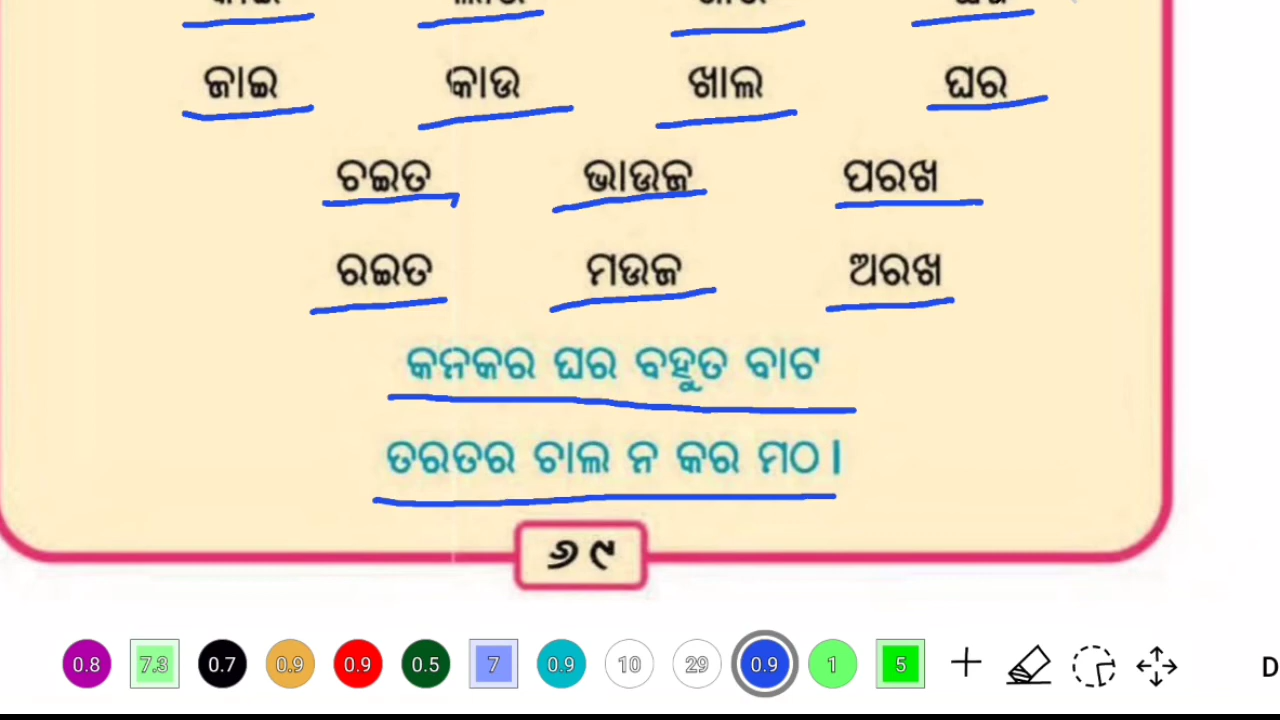 ଜାଇ କାଉ ଖାଲ ଘର
ଚଇତ ଭାଉଜ ପରଖ
ରଇତ ମଉଜ ଅରଖ
କନକର ଘର ବହୁତ ବାଟ
ତରତର ଚାଲ ନ କର ମଠ।
୬୯
0.8 7.3 0.7 0.9 0.9 0.5 7 0.9 10 29 0.9 1 5 D